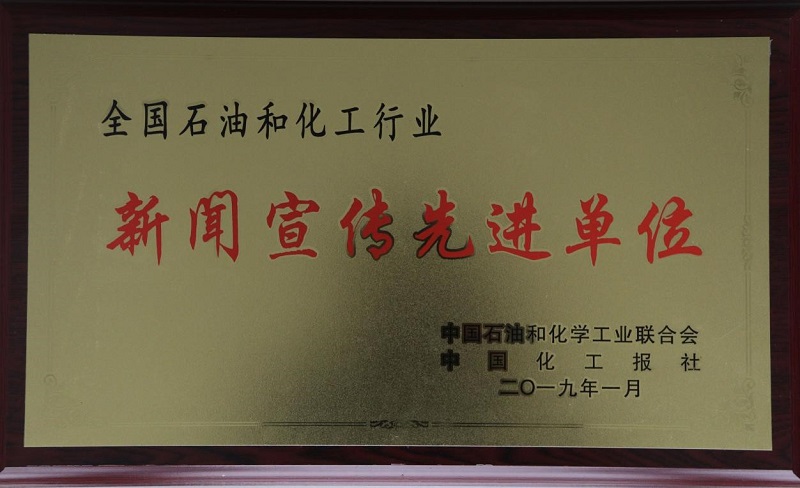 全国石油和化工行业
新闻宣传先进单位
中国石油和化学工业联合会
中国化工报社
二〇一九年一月